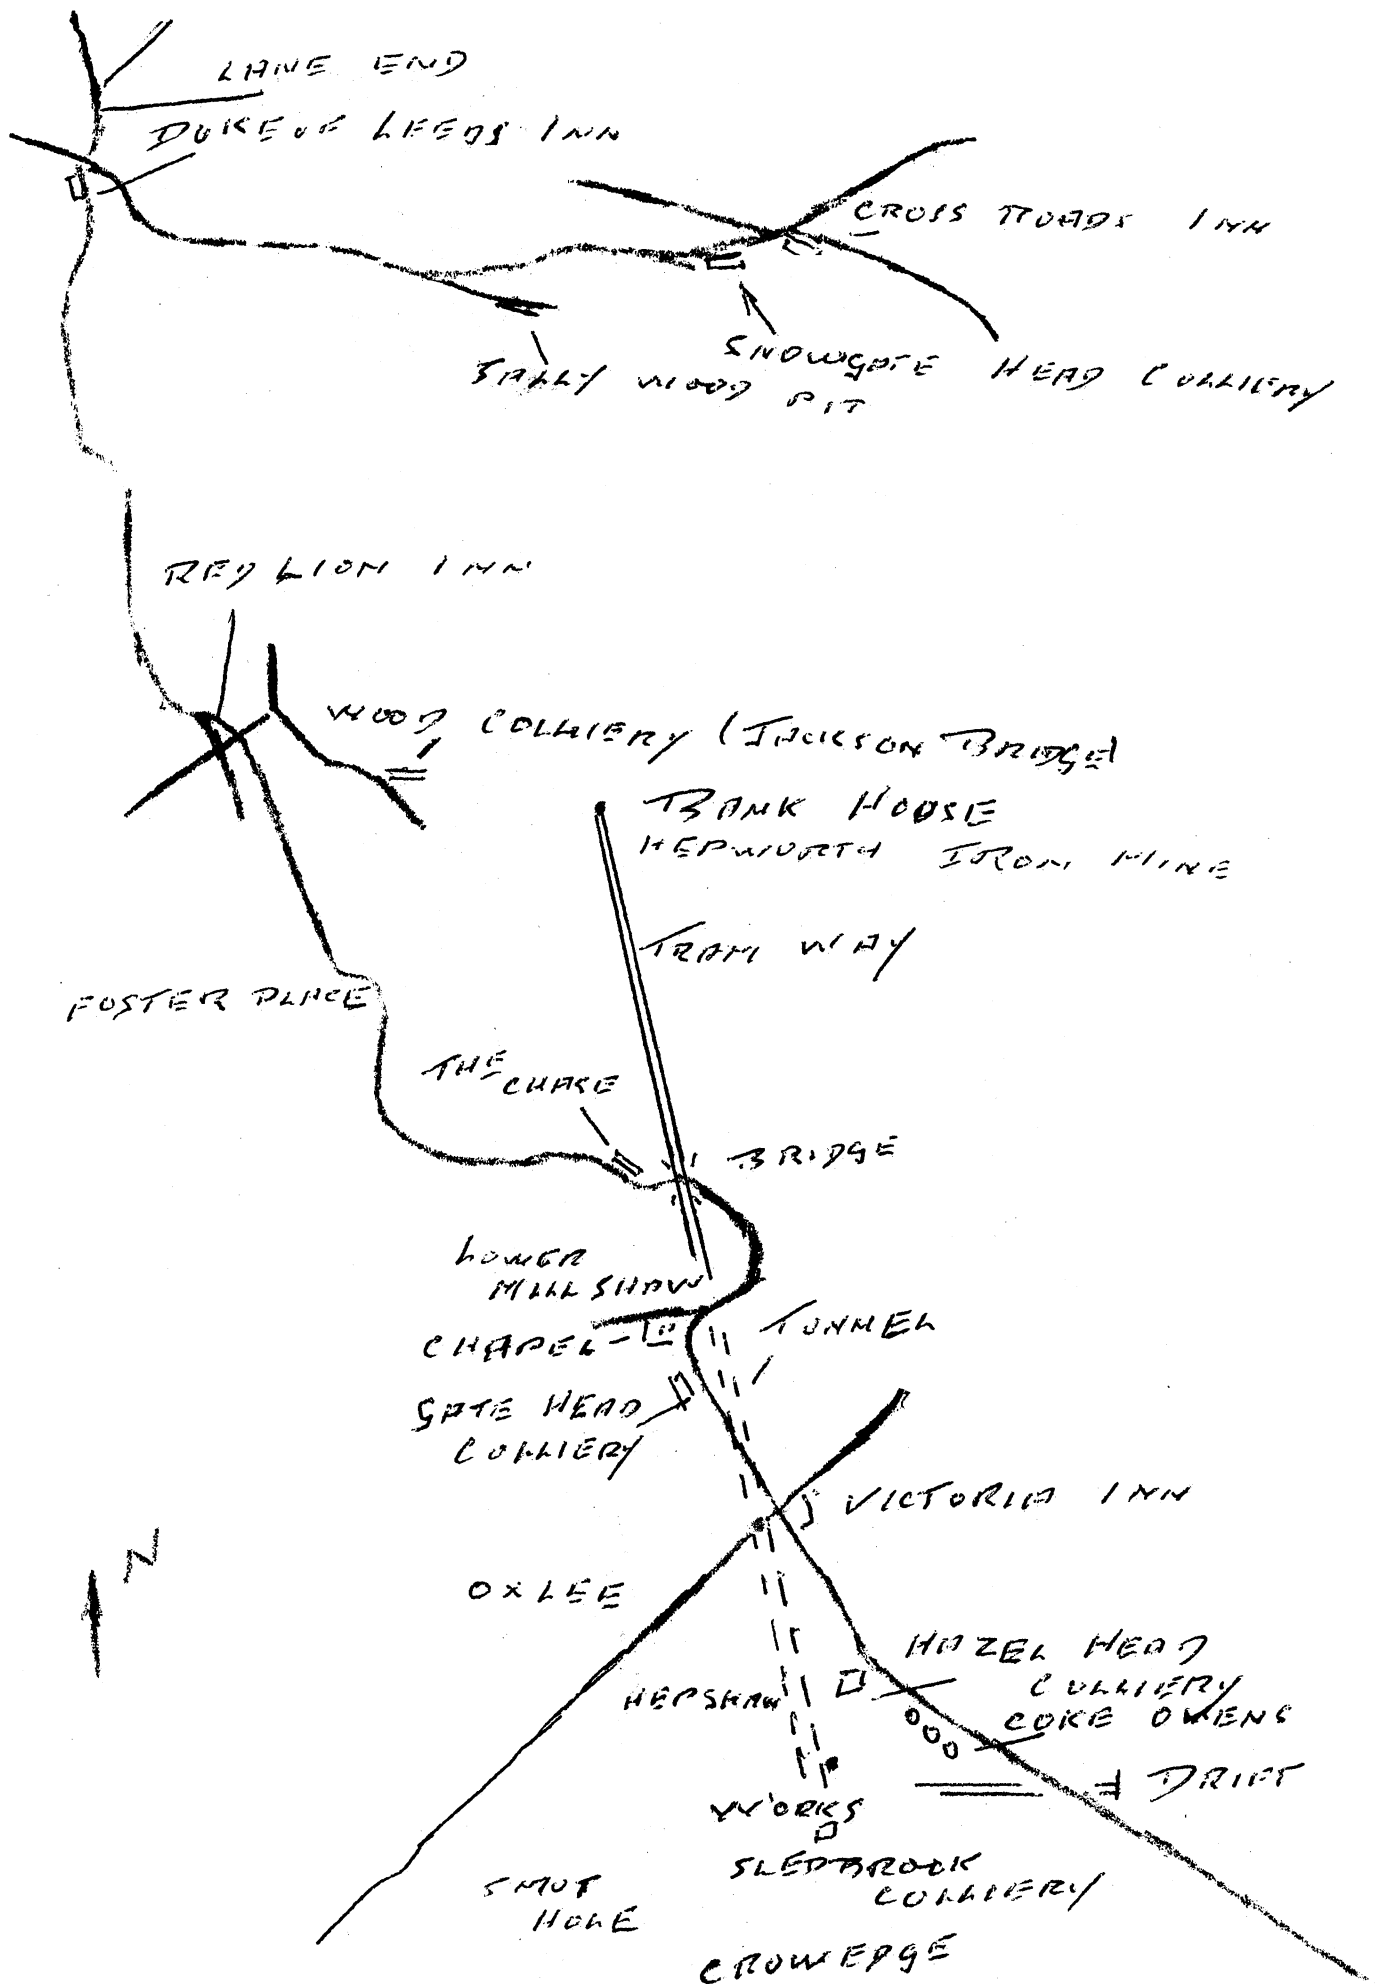 LANE END
DUKE OF LEEDS INN
CROSS ROADS INN
SNOWGATE HEAD COLLIERY
SALLY WOOD PIT
RED LION INN
WOOD COLLIERY (JACKSON BRIDGE)
BANK HOUSE
HEPWORTH IRON MINE
TRAM WAY
FOSTER PLACE
THE
CHASE
BRIDGE
LOWER
MILLSHAW
TUNNEL
CHAPEL
GATE HEAD
COLLIERY
VICTORIA INN
N
OXLEE
HAZEL HEAD
COLLIERY
HEPSHAW
COKE OVENS
DRIFT
WORKS
SLEDBROOK
COLLIERY
SMUT
HOLE
CROWEDGE